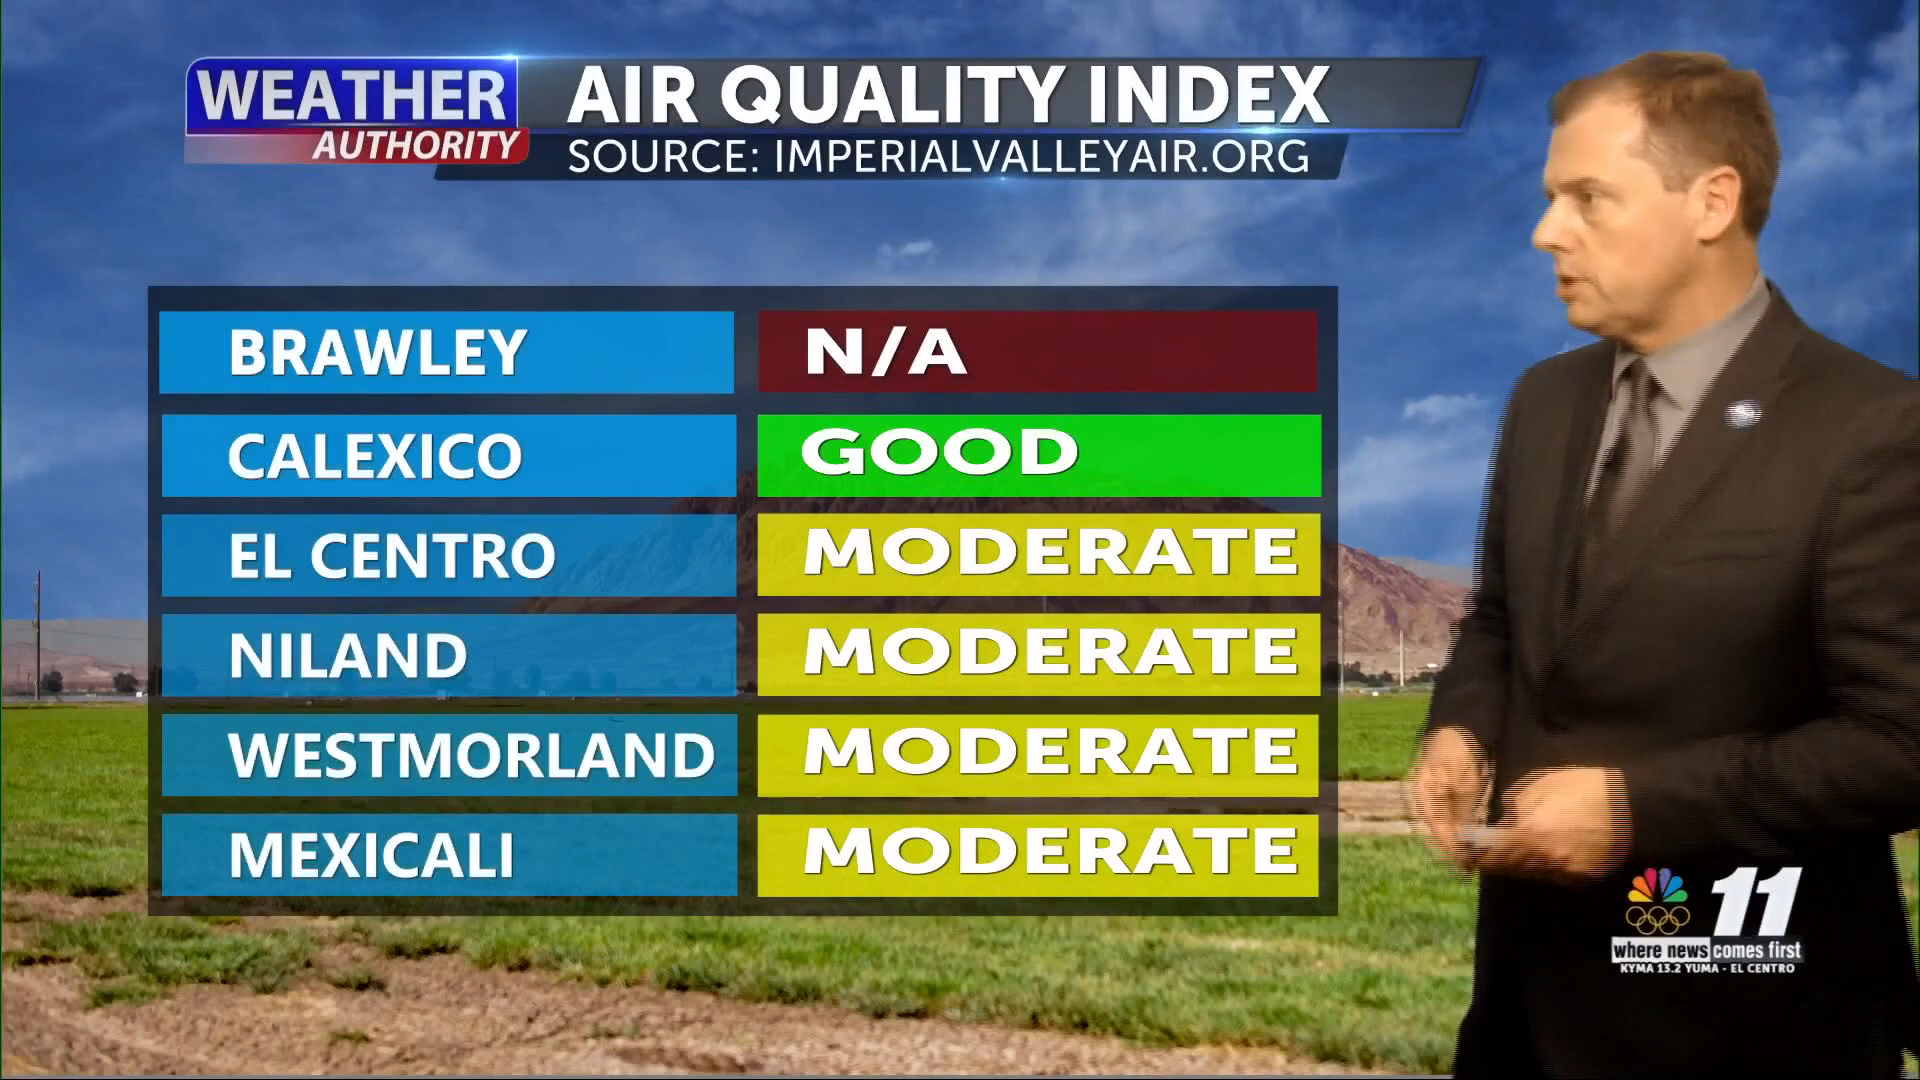 WEATHER
AUTHORITY
AIR QUALITY INDEX
SOURCE: IMPERIALVALLEYAIR.ORG
BRAWLEY N/A
CALEXICO GOOD
EL CENTRO MODERATE
NILAND MODERATE
WESTMORLAND MODERATE
MEXICALI MODERATE
11
where news comes first
KYMA 13.2 YUMA - EL CENTRO